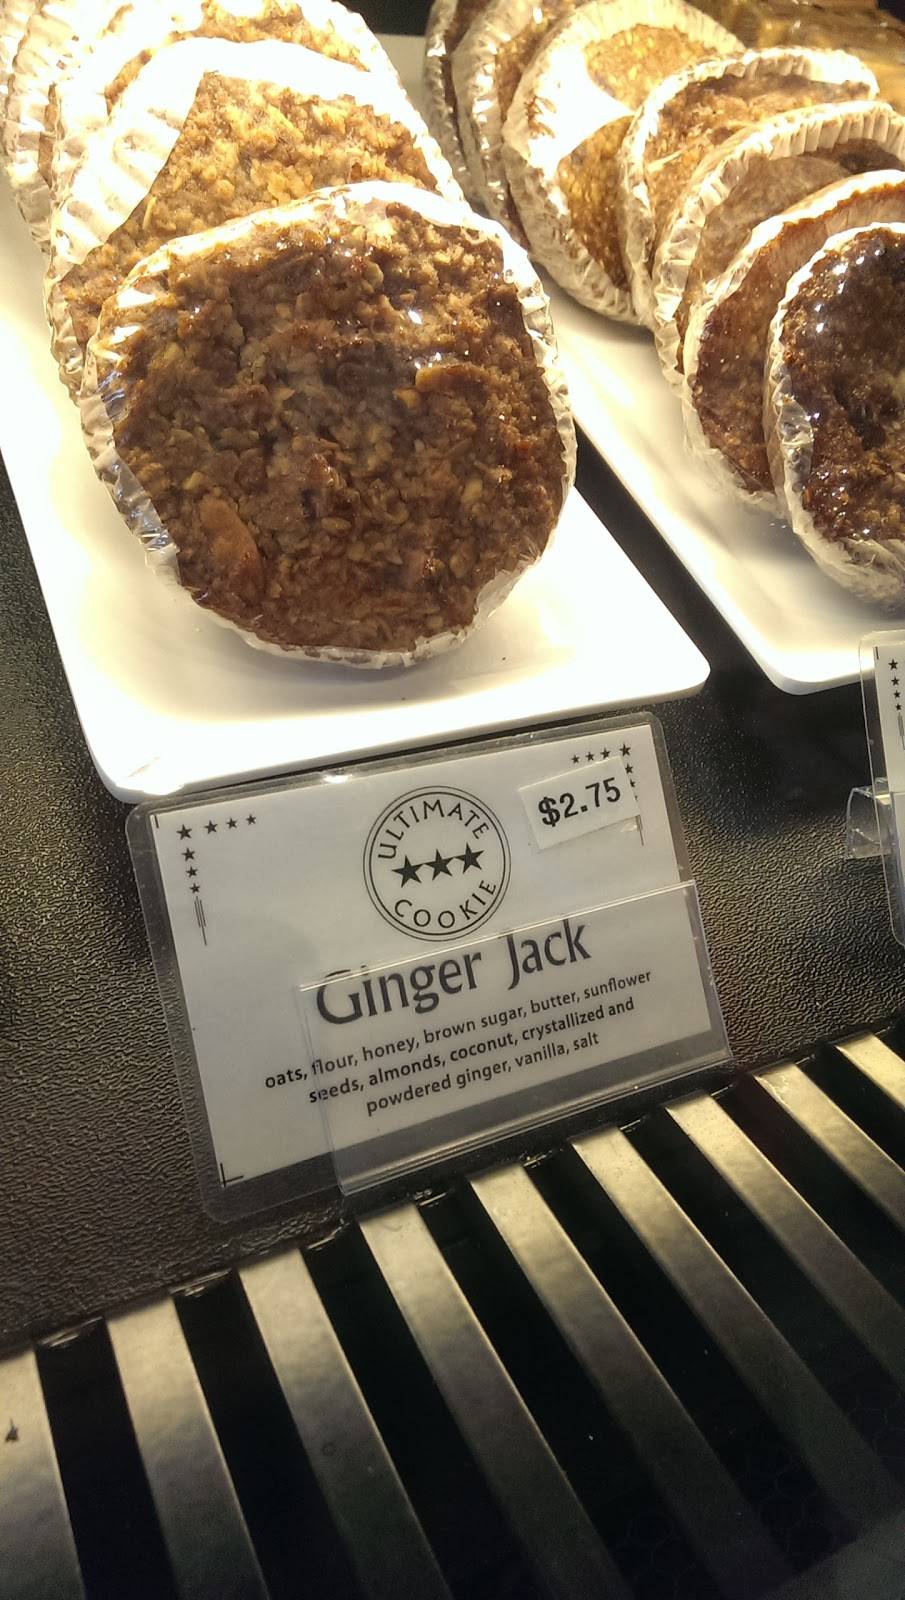 ULTIMATE
COOKIE
$2.75
Ginger Jack
oats, flour, honey, brown sugar, butter, sunflower
seeds, almonds, coconut, crystallized and
powdered ginger, vanilla, salt